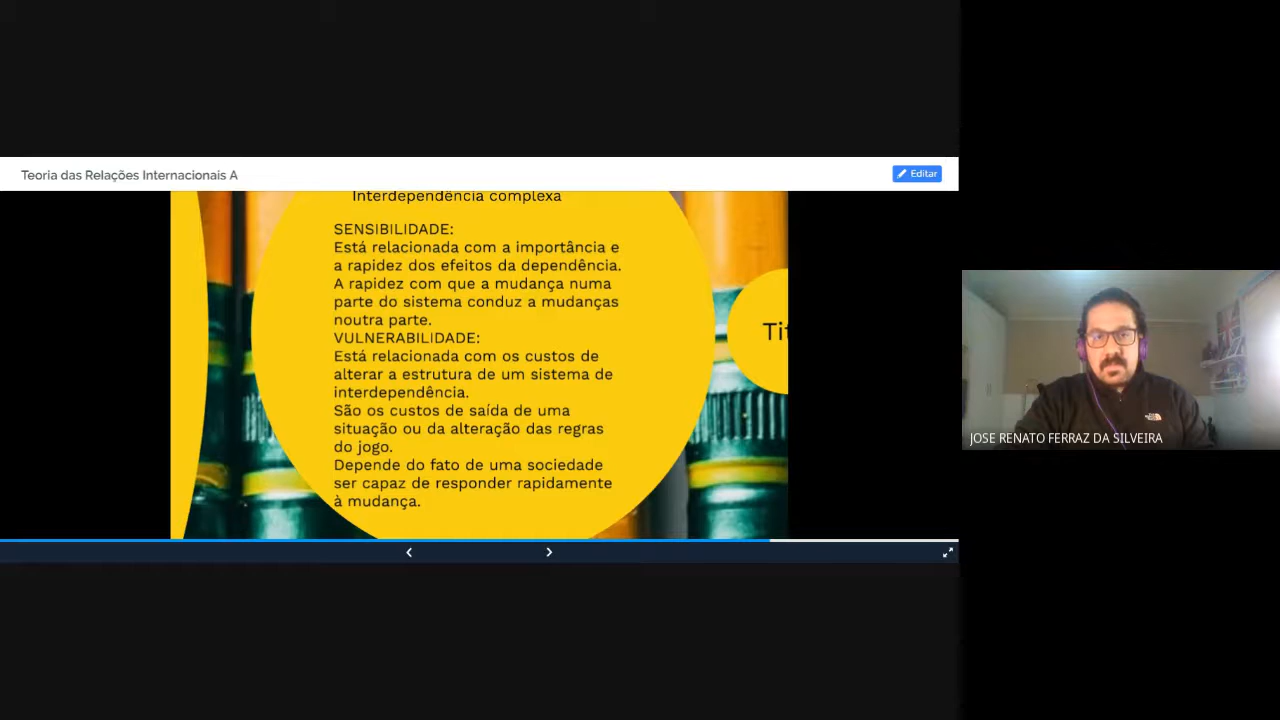 Teoria das Relações Internacionais A
Editar
Interdependência complexa
SENSIBILIDADE:
Está relacionada com a importância e
a rapidez dos efeitos da dependência.
A rapidez com que a mudança numa
parte do sistema conduz a mudanças
noutra parte.
VULNERABILIDADE:
Está relacionada com os custos de
alterar a estrutura de um sistema de
interdependência.
São os custos de saída de uma
situação ou da alteração das regras
do jogo.
Depende do fato de uma sociedade
ser capaz de responder rapidamente
à mudança.
JOSE RENATO FERRAZ DA SILVEIRA